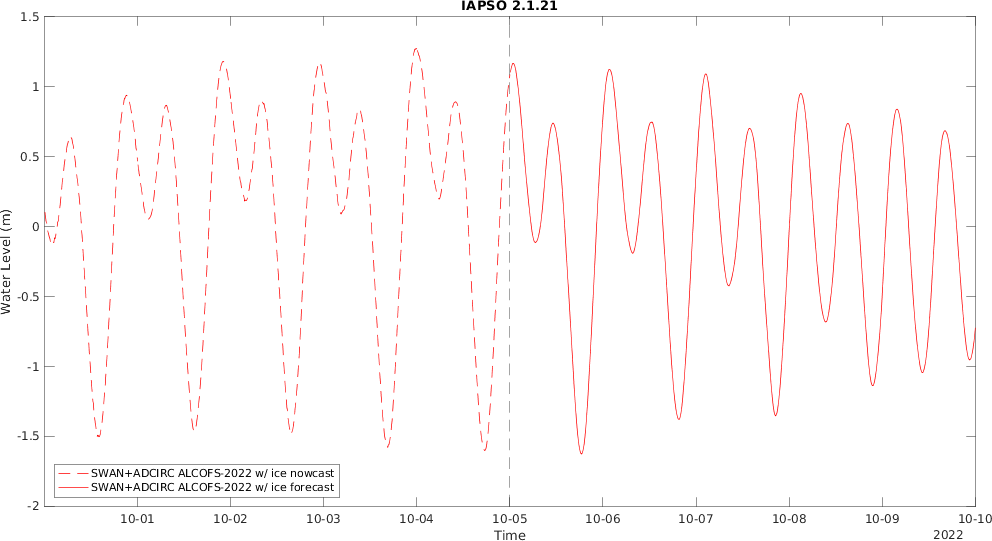 IAPSO 2.1.21
1.5
1
0.5
0
-0.5
-1
-1.5
-2
Water Level (m)
SWAN+ADCIRC ALCOFS-2022 w/ ice nowcast
SWAN+ADCIRC ALCOFS-2022 w/ ice forecast
10-01 10-02 10-03 10-04 10-05 10-06 10-07 10-08 10-09 10-10
Time
2022